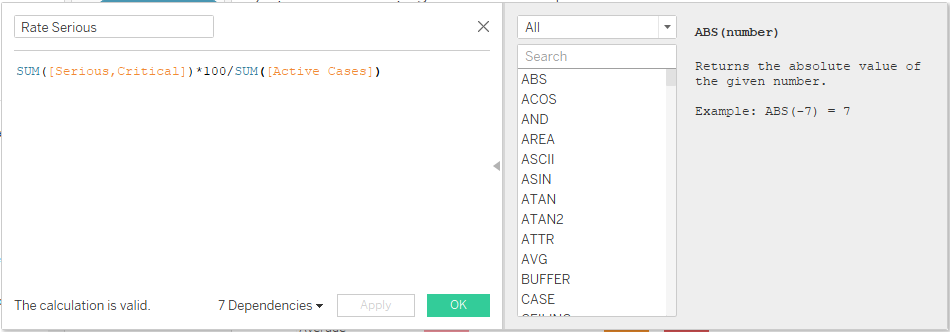 Rate Serious
SUM([Serious,Critical])*100/SUM([Active Cases])
The calculation is valid.
7 Dependencies
Apply
OK
All
Search
ABS
ACOS
AND
AREA
ASCII
ASIN
ATAN
ATAN2
ATTR
AVG
BUFFER
CASE
CEILING
ABS(number)
Returns the absolute value of
the given number.
Example: ABS(-7) = 7
Average